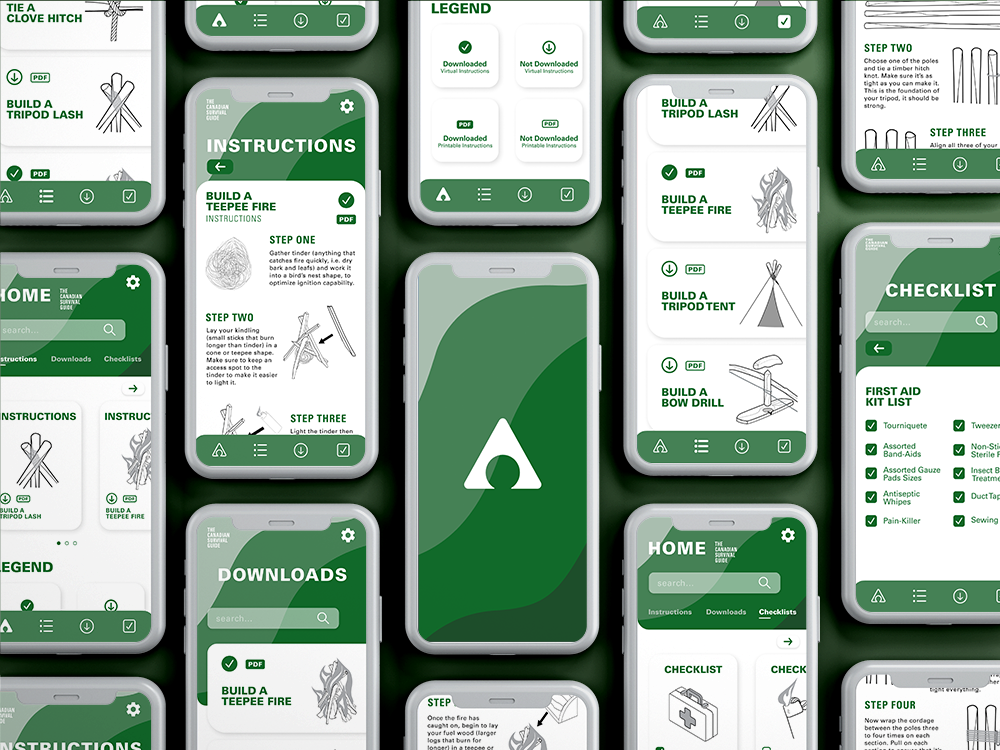 TIE A
CLOVE HITCH
PDF
BUILD A
TRIPOD LASH
PDF
HOME
THE
CANADIAN
SURVIVAL
GUIDE
search...
Instructions
Downloads
Checklists
INSTRUCTIONS
INSTRUC
PDF
BUILD A
TRIPOD LASH
PDF
BUILD A
TEEPEE FIRE
LEGEND
INSTRUCTIONS
THE
CANADIAN
SURVIVAL
GUIDE
INSTRUCTIONS
BUILD A
TEEPEE FIRE
INSTRUCTIONS
PDF
STEP ONE
Gather tinder (anything that
catches fire quickly, i.e. dry
bark and leafs) and work it
into a bird's nest shape, to
optimize ignition capability.
STEP TWO
Lay your kindling
(small sticks that burn
longer than tinder) in a
cone or teepee shape.
Make sure to keep an
access spot to the
tinder to make it easier
to light it.
STEP THREE
Light the tinder then
THE
CANADIAN
SURVIVAL
GUIDE
DOWNLOADS
search...
PDF
BUILD A
TEEPEE FIRE
LEGEND
Downloaded
Virtual Instructions
Not Downloaded
Virtual Instructions
PDF
Downloaded
Printable Instructions
PDF
Not Downloaded
Printable Instructions
STEP
Once the fire has
caught on, begin to lay
your fuel wood (larger
logs that burn for
longer) in a teepee or
BUILD A
TRIPOD LASH
PDF
BUILD A
TEEPEE FIRE
PDF
BUILD A
TRIPOD TENT
PDF
BUILD A
BOW DRILL
HOME
THE
CANADIAN
SURVIVAL
GUIDE
search...
Instructions
Downloads
Checklists
CHECKLIST
CHECK
STEP TWO
Choose one of the poles
and tie a timber hitch
knot. Make sure it's as
tight as you can make it.
This is the foundation of
your tripod, it should be
strong.
STEP THREE
Align all three of your
THE
CANADIAN
SURVIVAL
GUIDE
CHECKLIST
search...
FIRST AID
KIT LIST
Tourniquete
Assorted
Band-Aids
Assorted Gauze
Pads Sizes
Antiseptic
Whipes
Pain-Killer
Tweezer
Non-Sti
Sterile
Insect B
Treatme
Duct Tap
Sewing
tight everything.
STEP FOUR
Now wrap the cordage
between the poles three
to four times on each
section. Pull on each